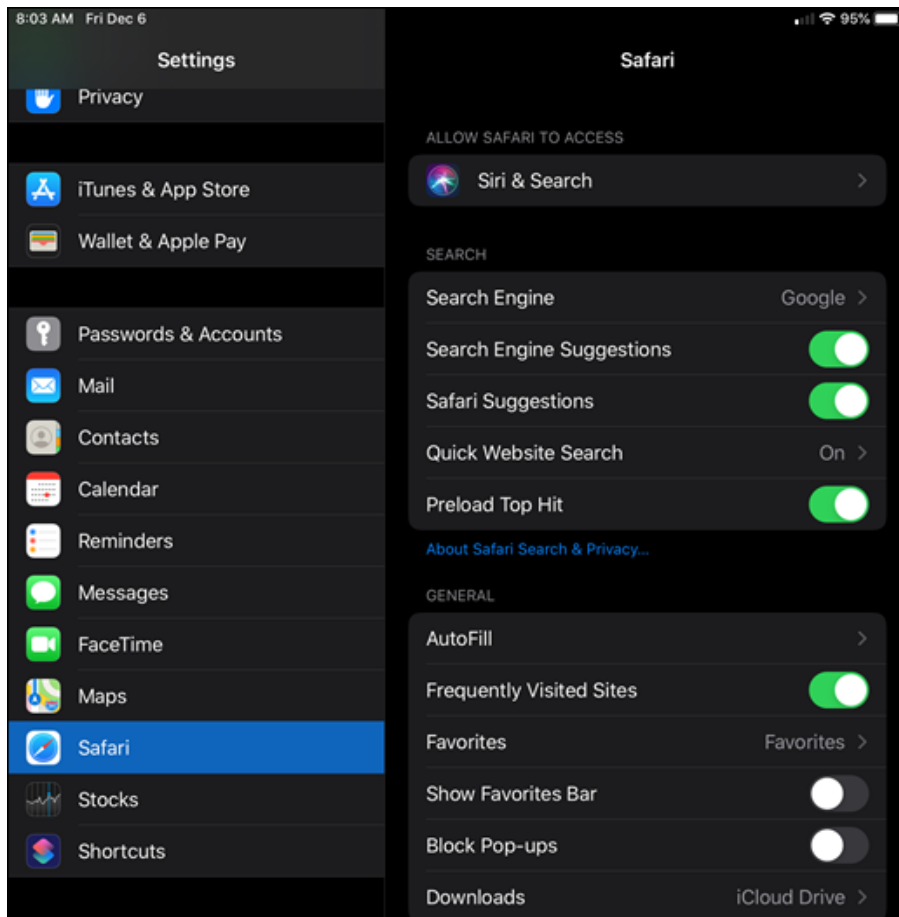 8:03 AM Fri Dec 6
95%
Settings
Privacy
iTunes & App Store
Wallet & Apple Pay
Passwords & Accounts
Mail
Contacts
Calendar
Reminders
Messages
FaceTime
Maps
Safari
Stocks
Shortcuts
Safari
ALLOW SAFARI TO ACCESS
Siri & Search
SEARCH
Search Engine Google
Search Engine Suggestions
Safari Suggestions
Quick Website Search On
Preload Top Hit
About Safari Search & Privacy...
GENERAL
AutoFill
Frequently Visited Sites
Favorites Favorites
Show Favorites Bar
Block Pop-ups
Downloads iCloud Drive